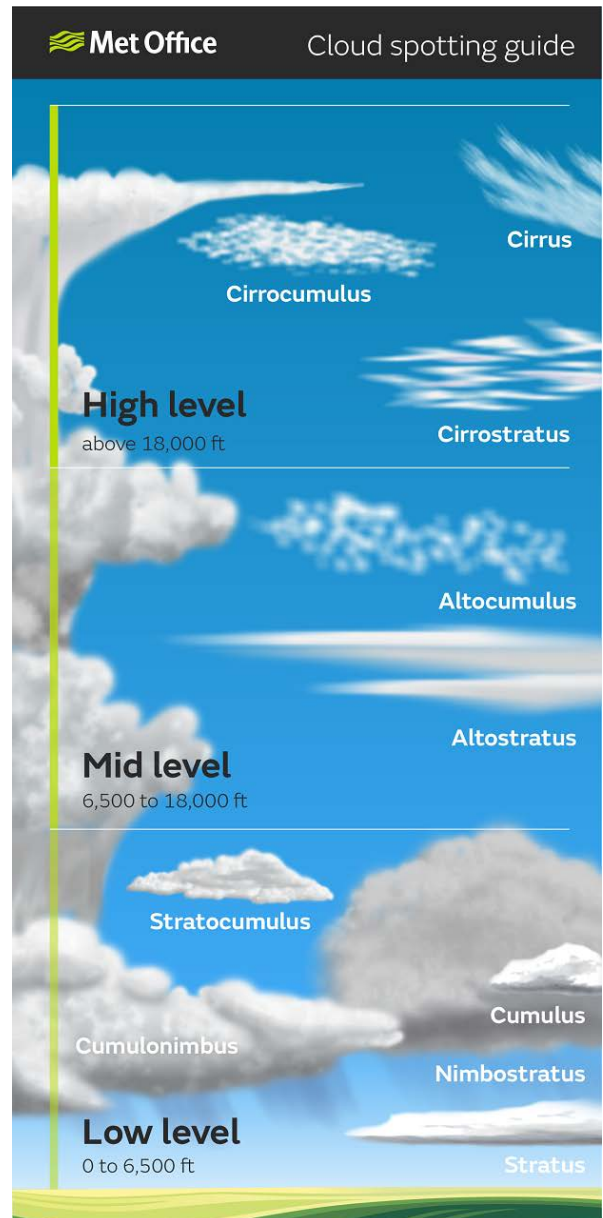 Met Office
Cloud spotting guide
Cirrus
Cirrocumulus
High level
above 18,000 ft
Cirrostratus
Altocumulus
Altostratus
Mid level
6,500 to 18,000 ft
Stratocumulus
Cumulus
Cumulonimbus
Nimbostratus
Low level
0 to 6,500 ft
Stratus